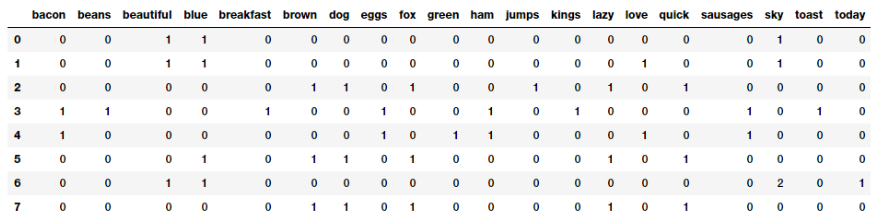 bacon beans beautiful blue breakfast brown dog eggs fox green ham jumps kings lazy love quick sausages sky toast today
0 0 0 1 1 0 0 0 0 0 0 0 0 0 0 0 0 0 1 0 0
1 0 0 1 1 0 0 0 0 0 0 0 0 0 0 1 0 0 1 0 0
2 0 0 0 0 0 1 1 0 1 0 0 1 0 1 0 1 0 0 0 0
3 1 1 0 0 1 0 0 1 0 0 1 0 1 0 0 0 1 0 1 0
4 1 0 0 0 0 0 0 1 0 1 1 0 0 0 1 0 1 0 0 0
5 0 0 0 1 0 1 1 0 1 0 0 0 0 1 0 1 0 0 0 0
6 0 0 1 1 0 0 0 0 0 0 0 0 0 0 0 0 0 2 0 1
7 0 0 0 0 0 1 1 0 1 0 0 0 0 1 0 1 0 0 0 0